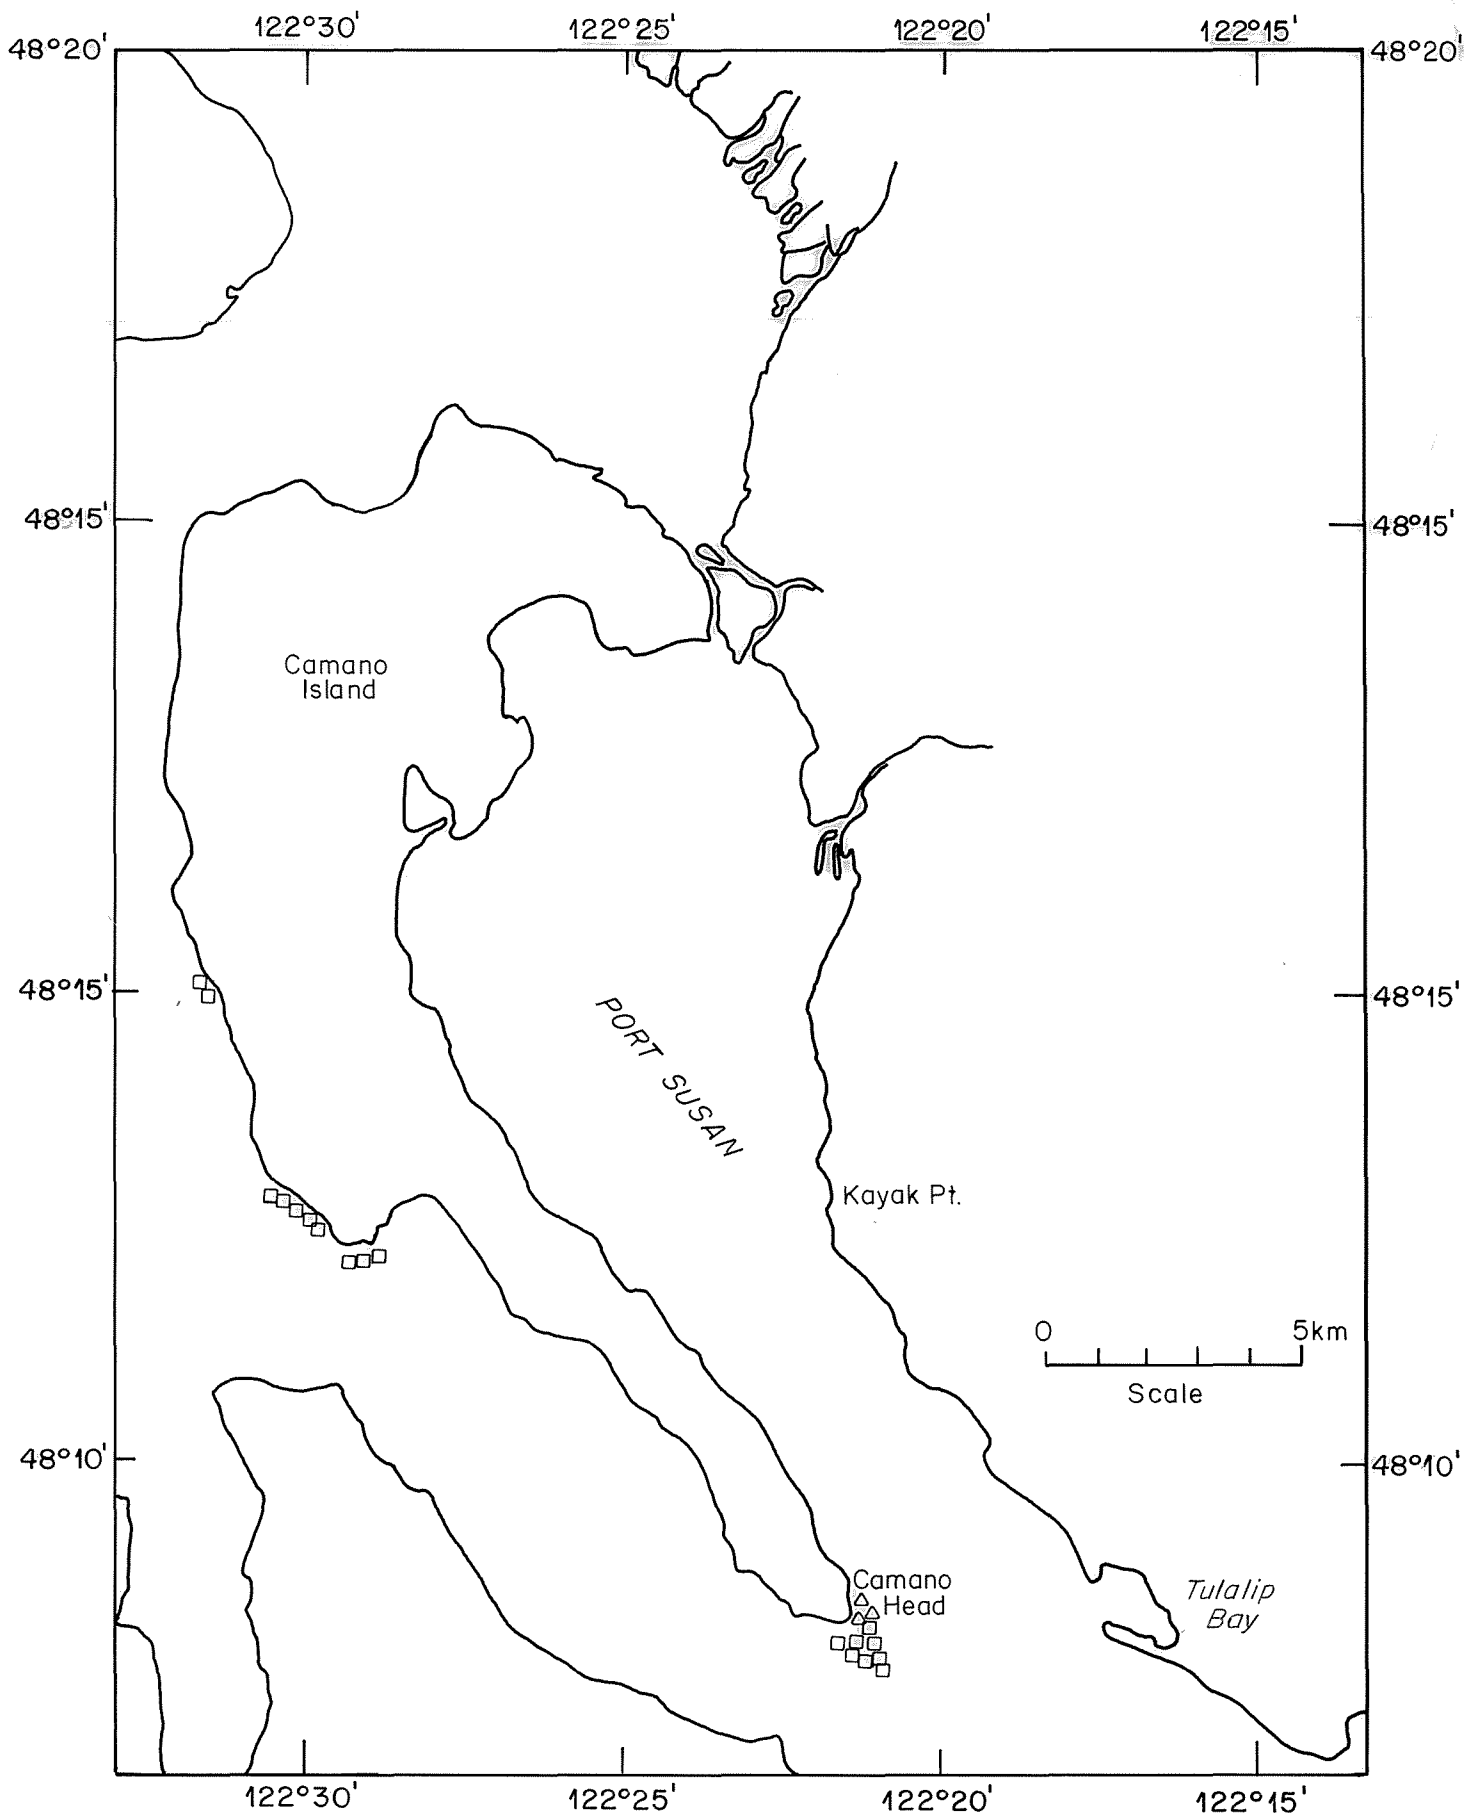 122°30' 122°25' 122°20' 122°15'
48°20' 48°20'
48°15' 48°15'
Camano
Island
48°15' 48°15'
PORT SUSAN
Kayak Pt.
0 5km
Scale
48°10' 48°10'
Camano
Head
Tulalip
Bay
122°30' 122°25' 122°20' 122°15'